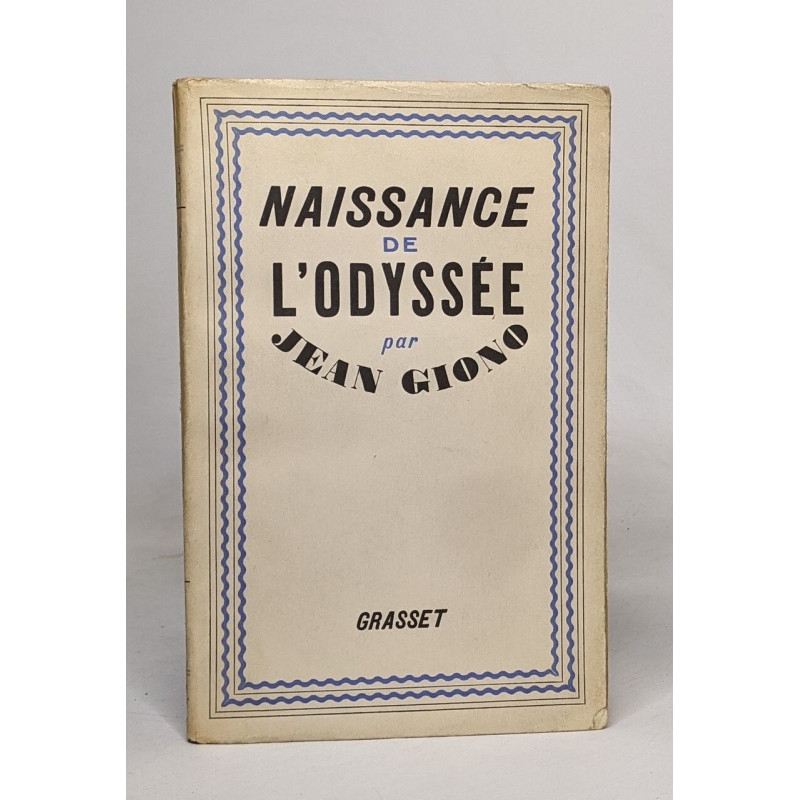 NAISSANCE
DE
L'ODYSSÉE
par
JEAN GIONO
GRASSET